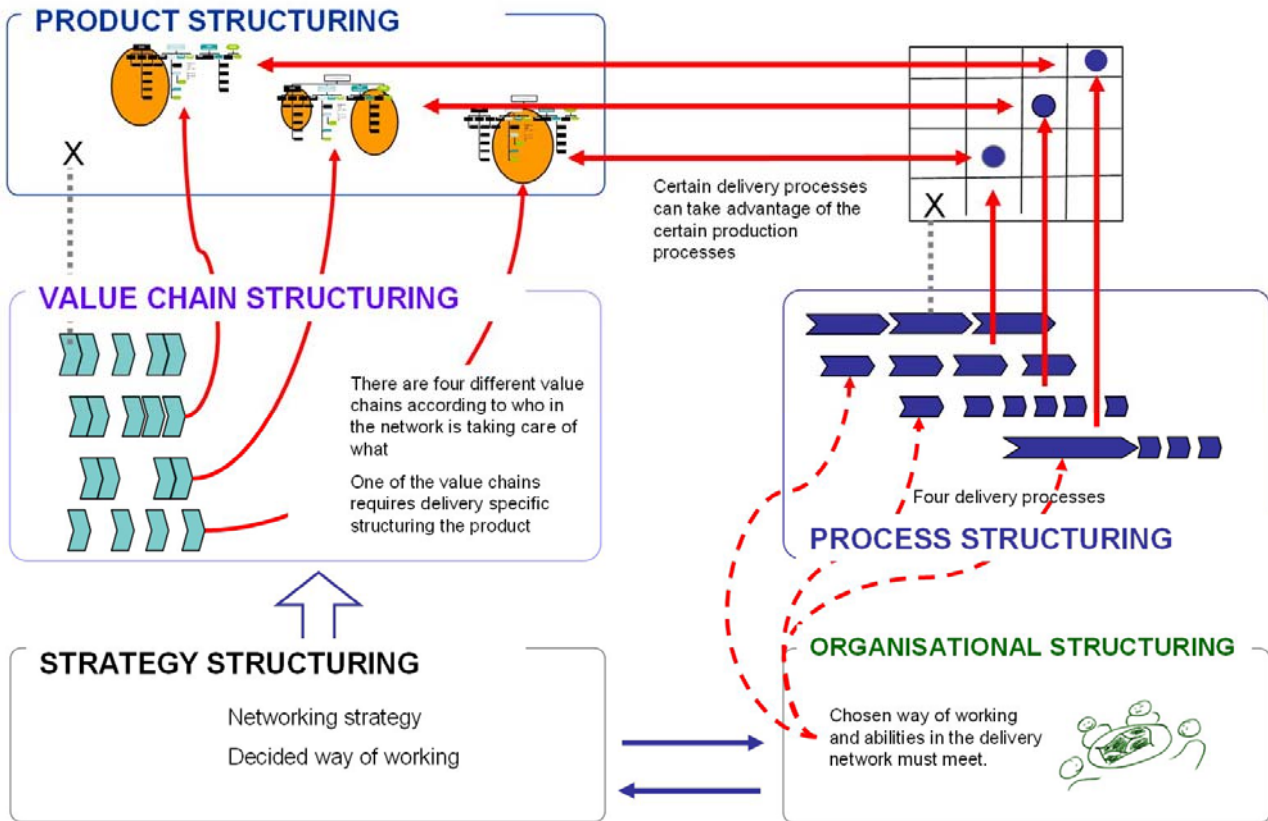 PRODUCT STRUCTURING
X
Certain delivery processes
can take advantage of the
certain production
processes
X
VALUE CHAIN STRUCTURING
There are four different value
chains according to who in
the network is taking care of
what
One of the value chains
requires delivery specific
structuring the product
Four delivery processes
PROCESS STRUCTURING
STRATEGY STRUCTURING
Networking strategy
Decided way of working
ORGANISATIONAL STRUCTURING
Chosen way of working
and abilities in the delivery
network must meet.